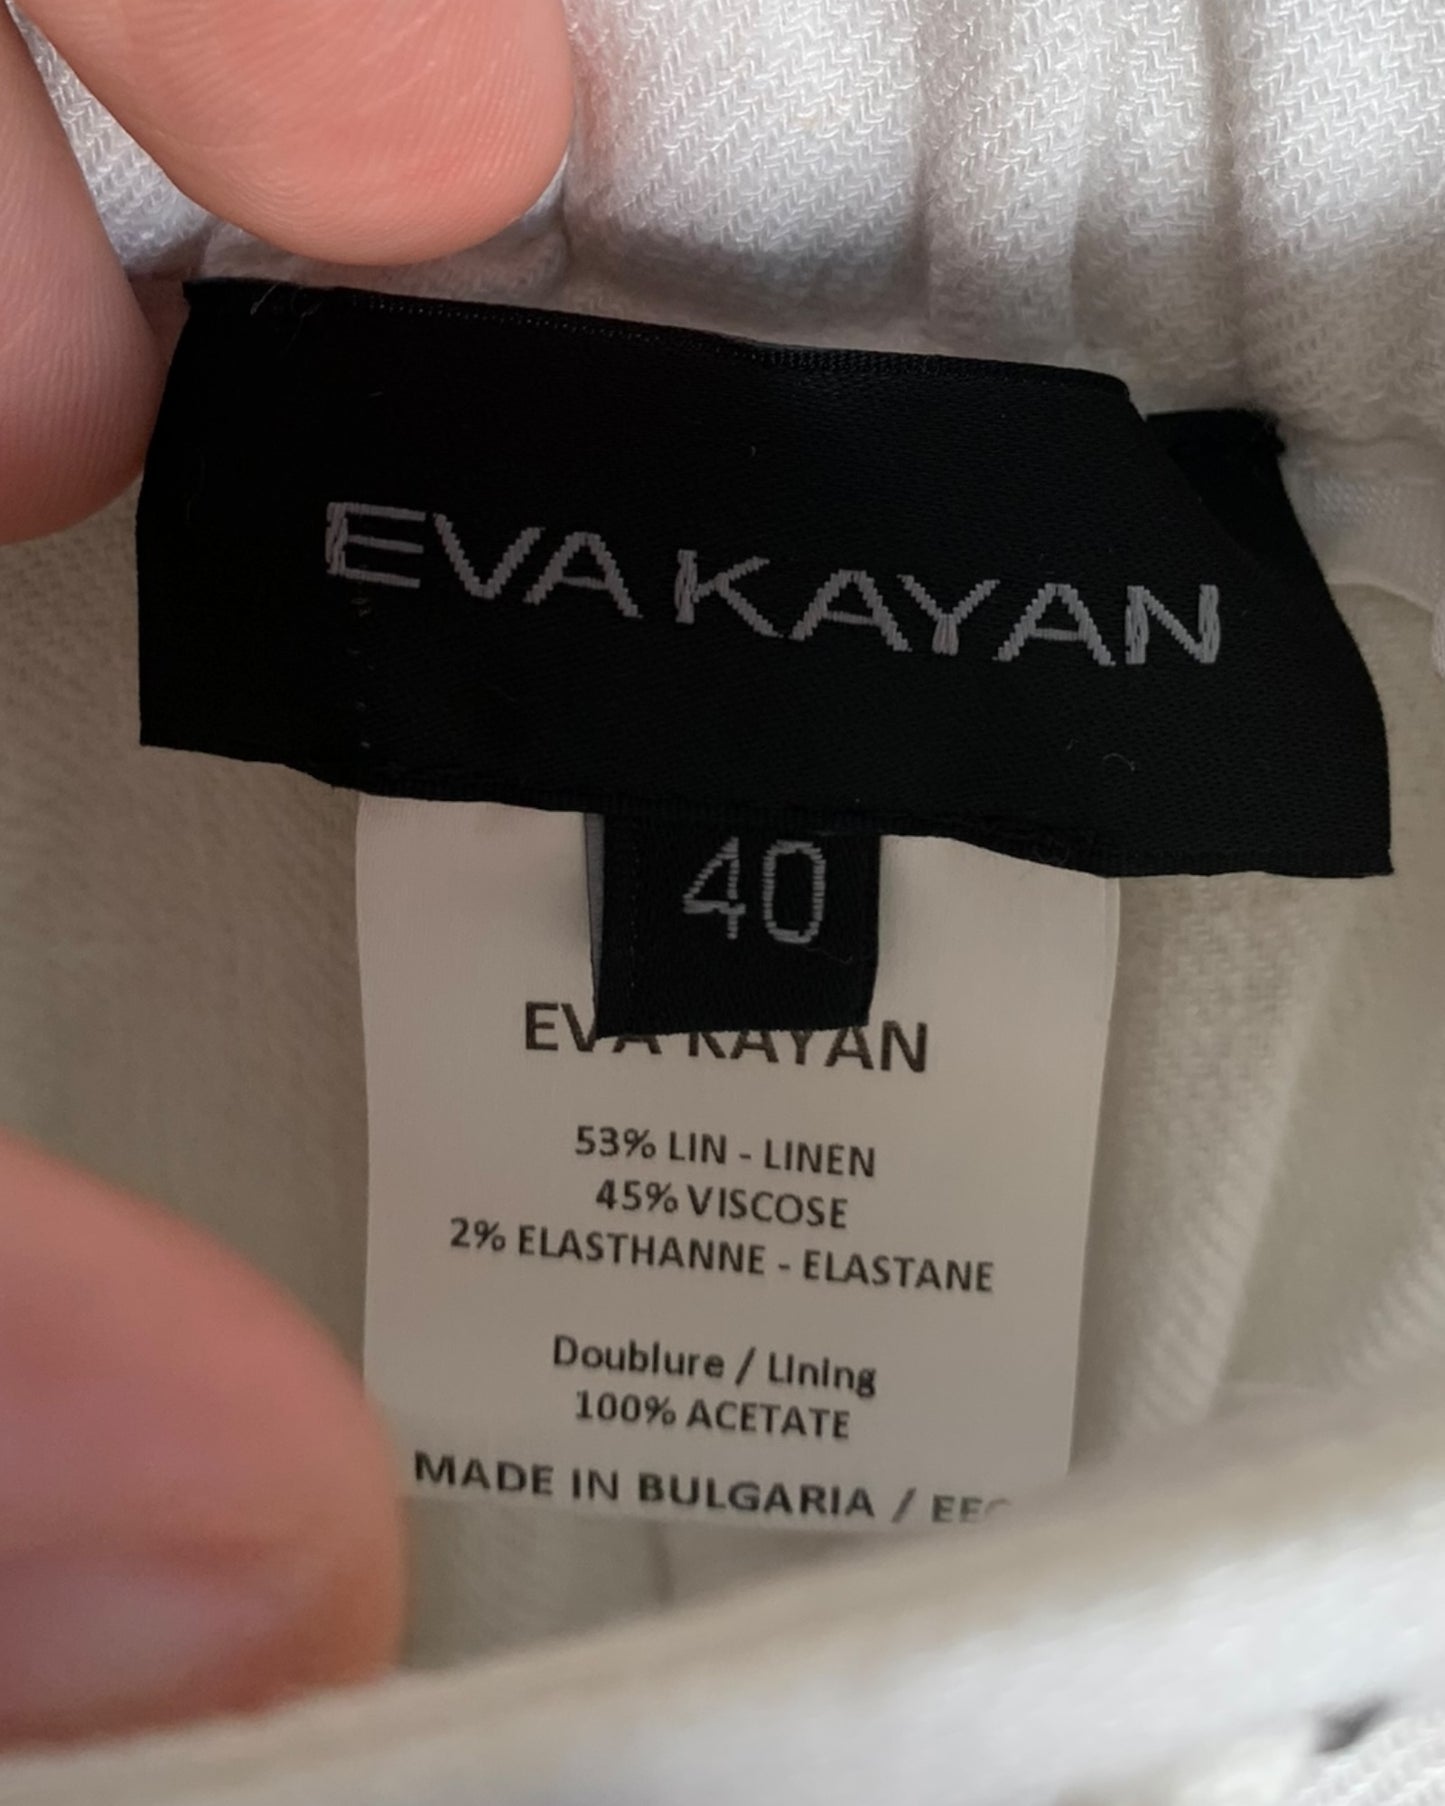 EVA KAYAN
40
EVA KAYAN
53% LIN - LINEN
45% VISCOSE
2% ELASTHANNE - ELASTANE
Doublure / Lining
100% ACETATE
MADE IN BULGARIA / EEC